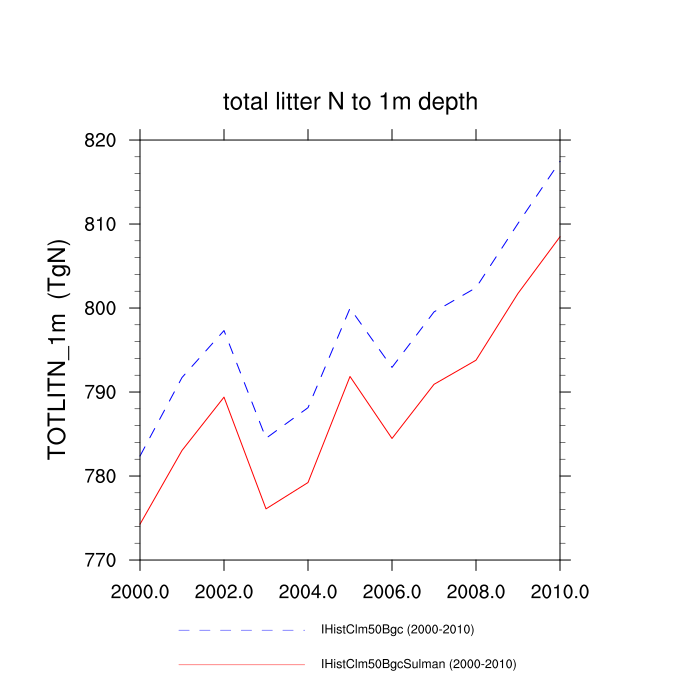 total litter N to 1m depth
TOTLITN_1m (TgN)
820
810
800
790
780
770
2000.0 2002.0 2004.0 2006.0 2008.0 2010.0
IHistClm50Bgc (2000-2010)
IHistClm50BgcSulman (2000-2010)